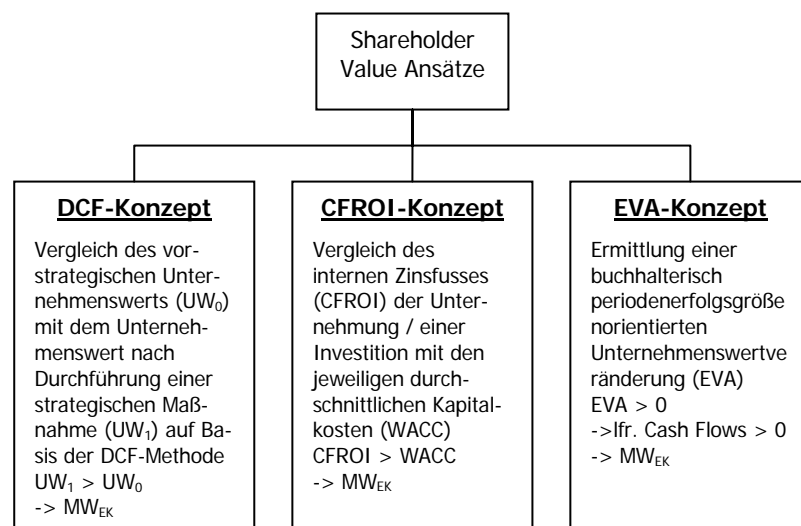 Shareholder
Value Ansätze
DCF-Konzept
Vergleich des vor-
strategischen Unter-
nehmenswerts (UW₀)
mit dem Unterneh-
menswert nach
Durchführung einer
strategischen Maß-
nahme (UW₁) auf Ba-
sis der DCF-Methode
UW₁ > UW₀
-> MW_EK
CFROI-Konzept
Vergleich des
internen Zinsfusses
(CFROI) der Unter-
nehmung / einer
Investition mit den
jeweiligen durch-
schnittlichen Kapital-
kosten (WACC)
CFROI > WACC
-> MW_EK
EVA-Konzept
Ermittlung einer
buchhalterisch
periodenerfolgsgröße
norientierten
Unternehmenswertve
ränderung (EVA)
EVA > 0
->lfr. Cash Flows > 0
-> MW_EK